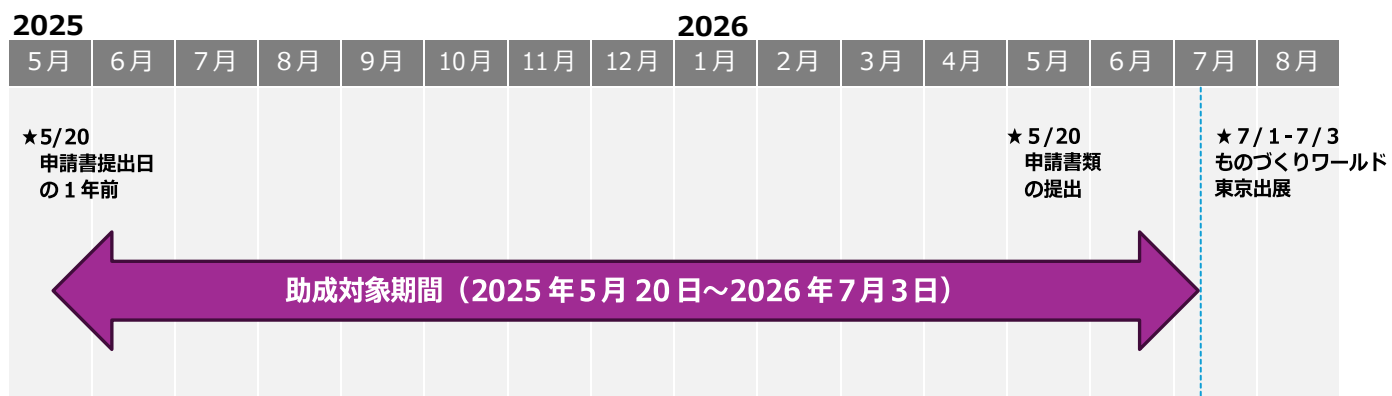 2025
2026
5月 6月 7月 8月 9月 10月 11月 12月 1月 2月 3月 4月 5月 6月 7月 8月
★5/20
申請書提出日
の1年前
★5/20
申請書類
の提出
★7/1-7/3
ものづくりワールド
東京出展
助成対象期間（2025年5月20日～2026年7月3日）